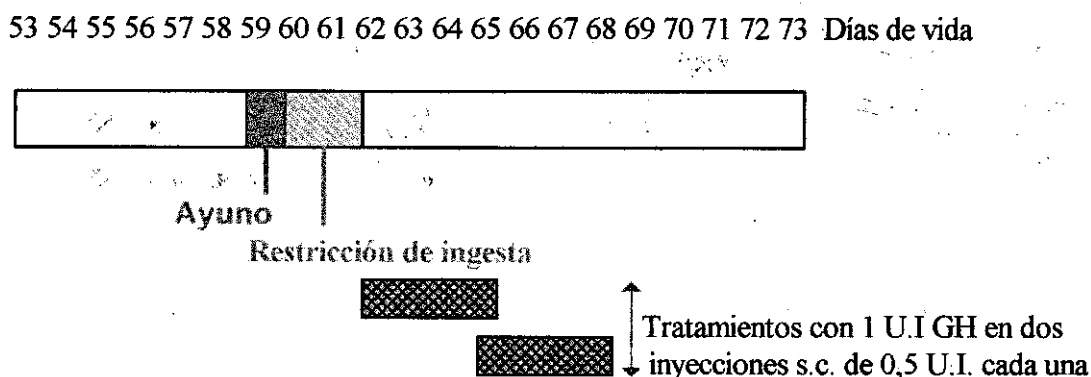 53 54 55 56 57 58 59 60 61 62 63 64 65 66 67 68 69 70 71 72 73 Días de vida
Ayuno
Restricción de ingesta
Tratamientos con 1 U.I GH en dos
inyecciones s.c. de 0,5 U.I. cada una